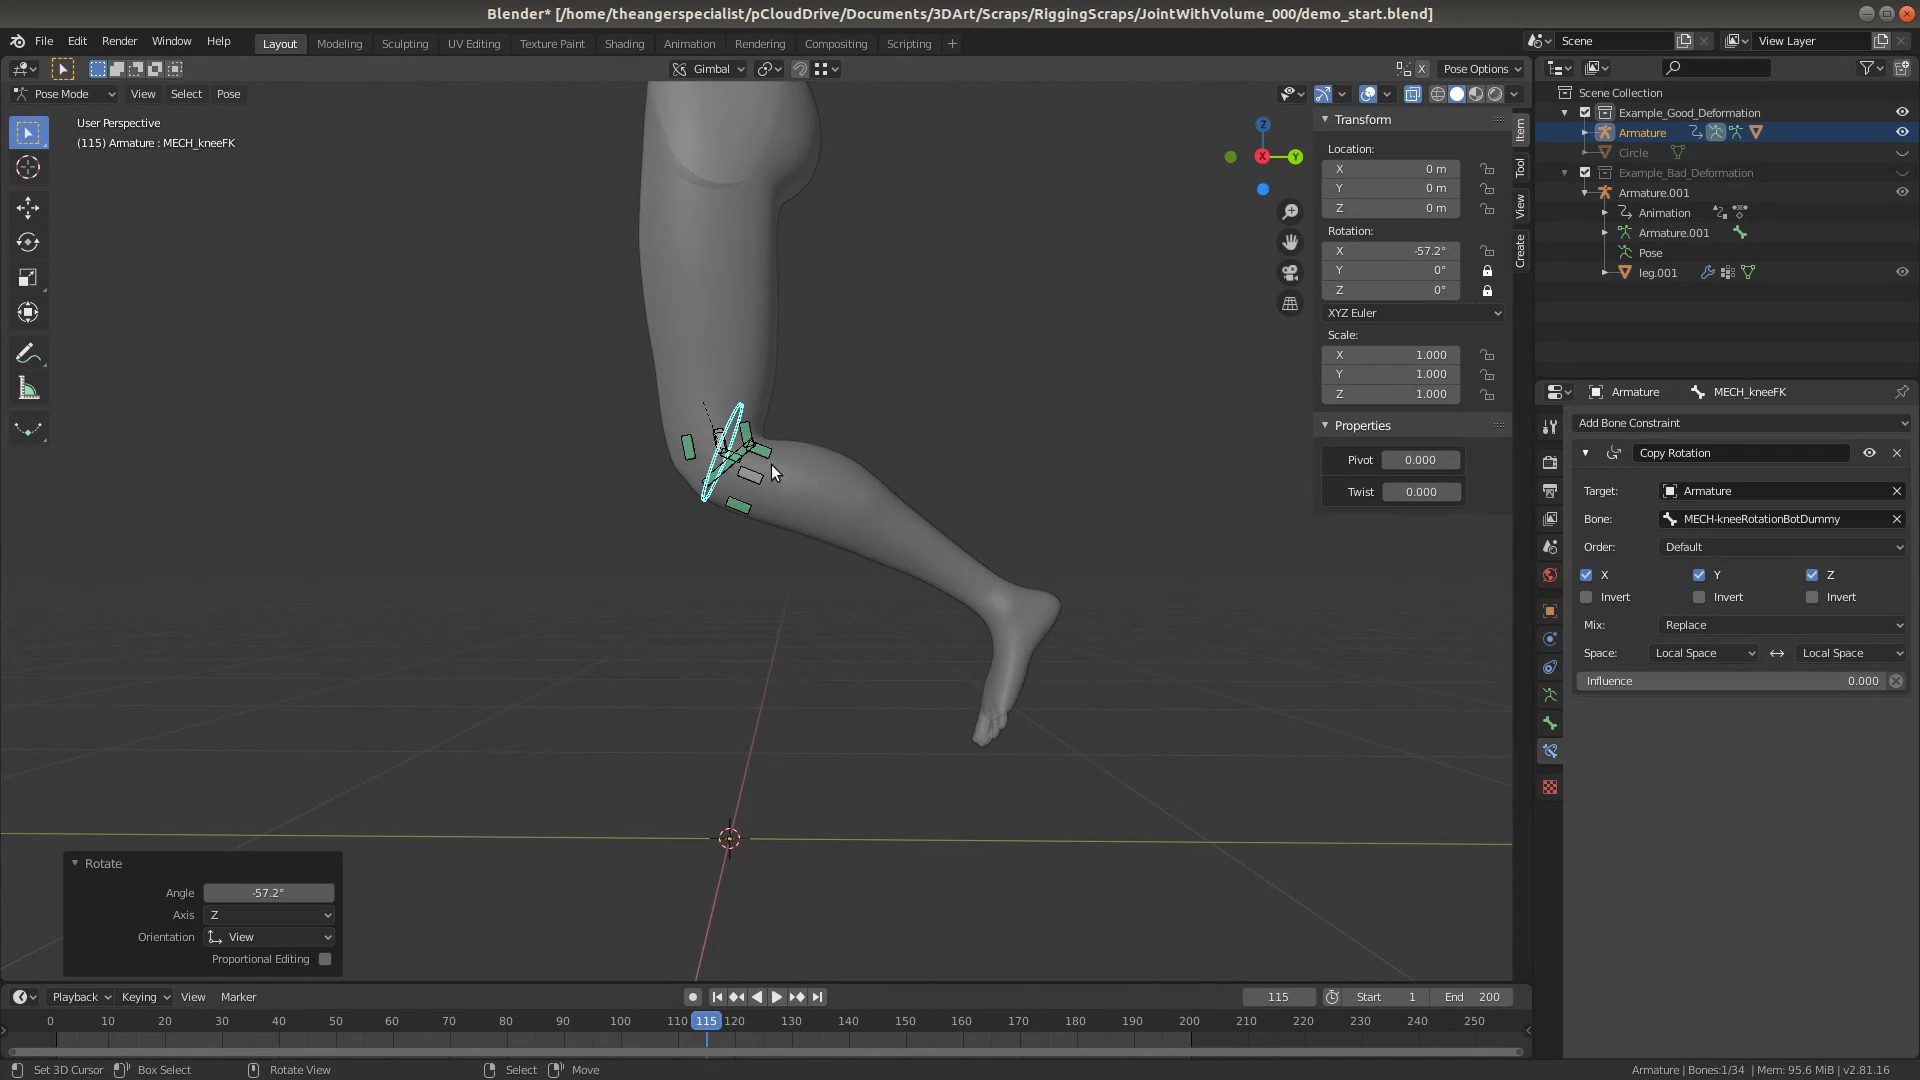 Blender* [/home/theangerspecialist/pCloudDrive/Documents/3DArt/Scraps/RiggingScraps/JointWithVolume_000/demo_start.blend]
File Edit Render Window Help
Layout Modeling Sculpting UV Editing Texture Paint Shading Animation Rendering Compositing Scripting +
Scene View Layer
Gimbal X Pose Options
Pose Mode View Select Pose
User Perspective
(115) Armature : MECH_kneeFK
Z
X
Y
Item
Tool
View
Create
Transform
Location:
X 0 m
Y 0 m
Z 0 m
Rotation:
X -57.2°
Y 0°
Z 0°
XYZ Euler
Scale:
X 1.000
Y 1.000
Z 1.000
Properties
Pivot 0.000
Twist 0.000
Scene Collection
Example_Good_Deformation
Armature
Circle
Example_Bad_Deformation
Armature.001
Animation
Armature.001
Pose
leg.001
Armature MECH_kneeFK
Add Bone Constraint
Copy Rotation
Target: Armature
Bone: MECH-kneeRotationBotDummy
Order: Default
X Y Z
Invert Invert Invert
Mix: Replace
Space: Local Space Local Space
Influence 0.000
Rotate
Angle -57.2°
Axis Z
Orientation View
Proportional Editing
Playback Keying View Marker 115 Start 1 End 200
0 10 20 30 40 50 60 70 80 90 100 110 115 120 130 140 150 160 170 180 190 200 210 220 230 240 250
Set 3D Cursor Box Select Rotate View Select Move Armature | Bones:1/34 | Mem: 95.6 MiB | v2.81.16